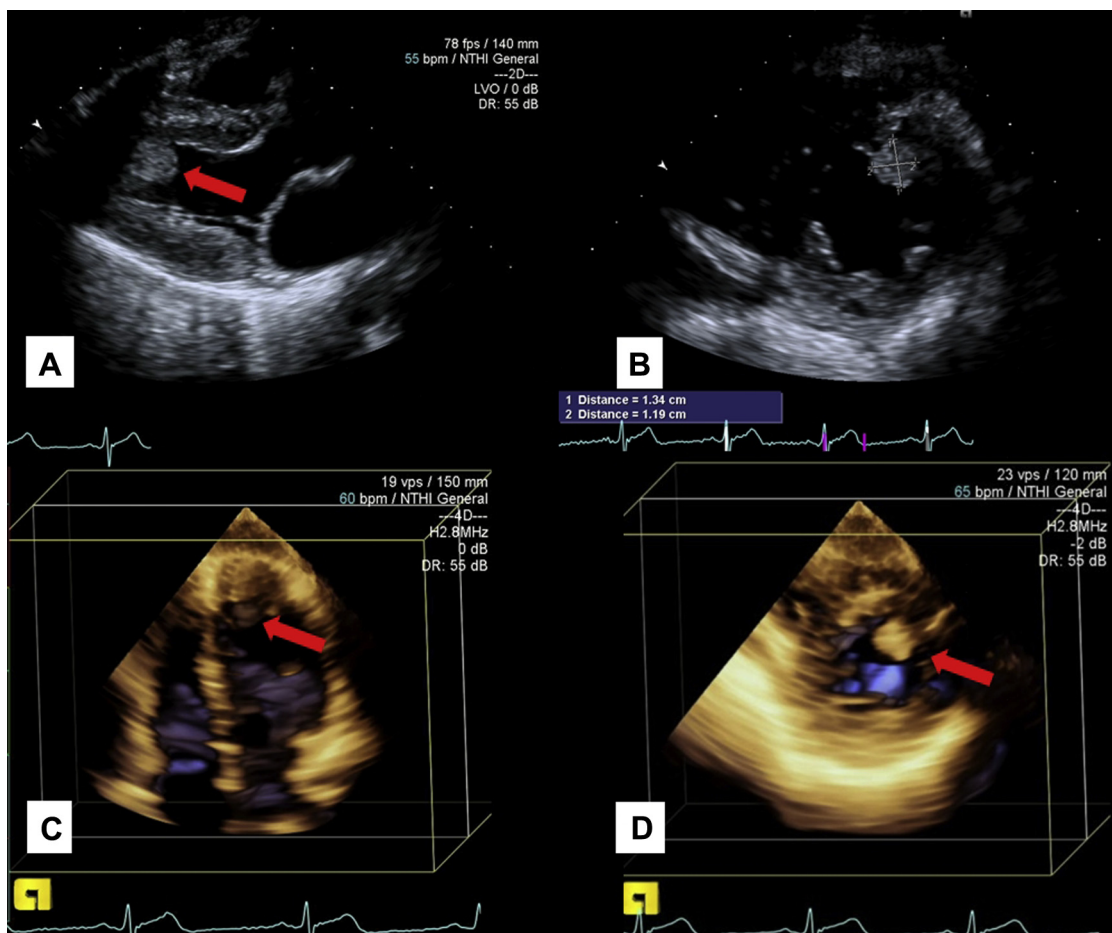 78 fps / 140 mm
55 bpm / NTHI General
---2D---
LVO / 0 dB
DR: 55 dB
A
B
1 Distance = 1.34 cm
2 Distance = 1.19 cm
19 vps / 150 mm
60 bpm / NTHI General
---4D---
H2.8MHz
0 dB
DR: 55 dB
C
23 vps / 120 mm
65 bpm / NTHI General
---4D---
H2.8MHz
-2 dB
DR: 55 dB
D